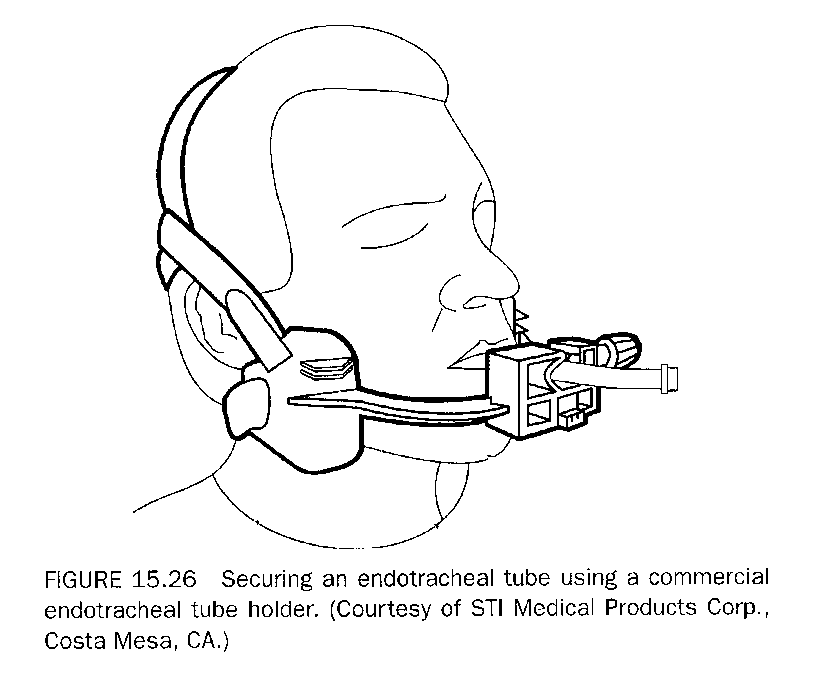 FIGURE 15.26 Securing an endotracheal tube using a commercial
endotracheal tube holder. (Courtesy of STI Medical Products Corp.,
Costa Mesa, CA.)